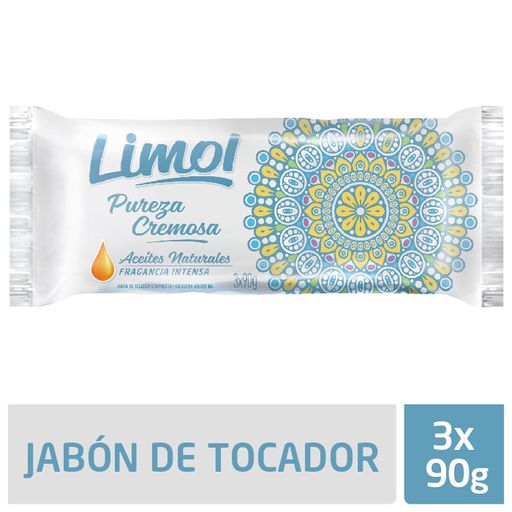 Limol
Pureza
Cremosa
Aceites Naturales
FRAGANCIA INTENSA
3x90g
JABÓN DE TOCADOR
3x
90g